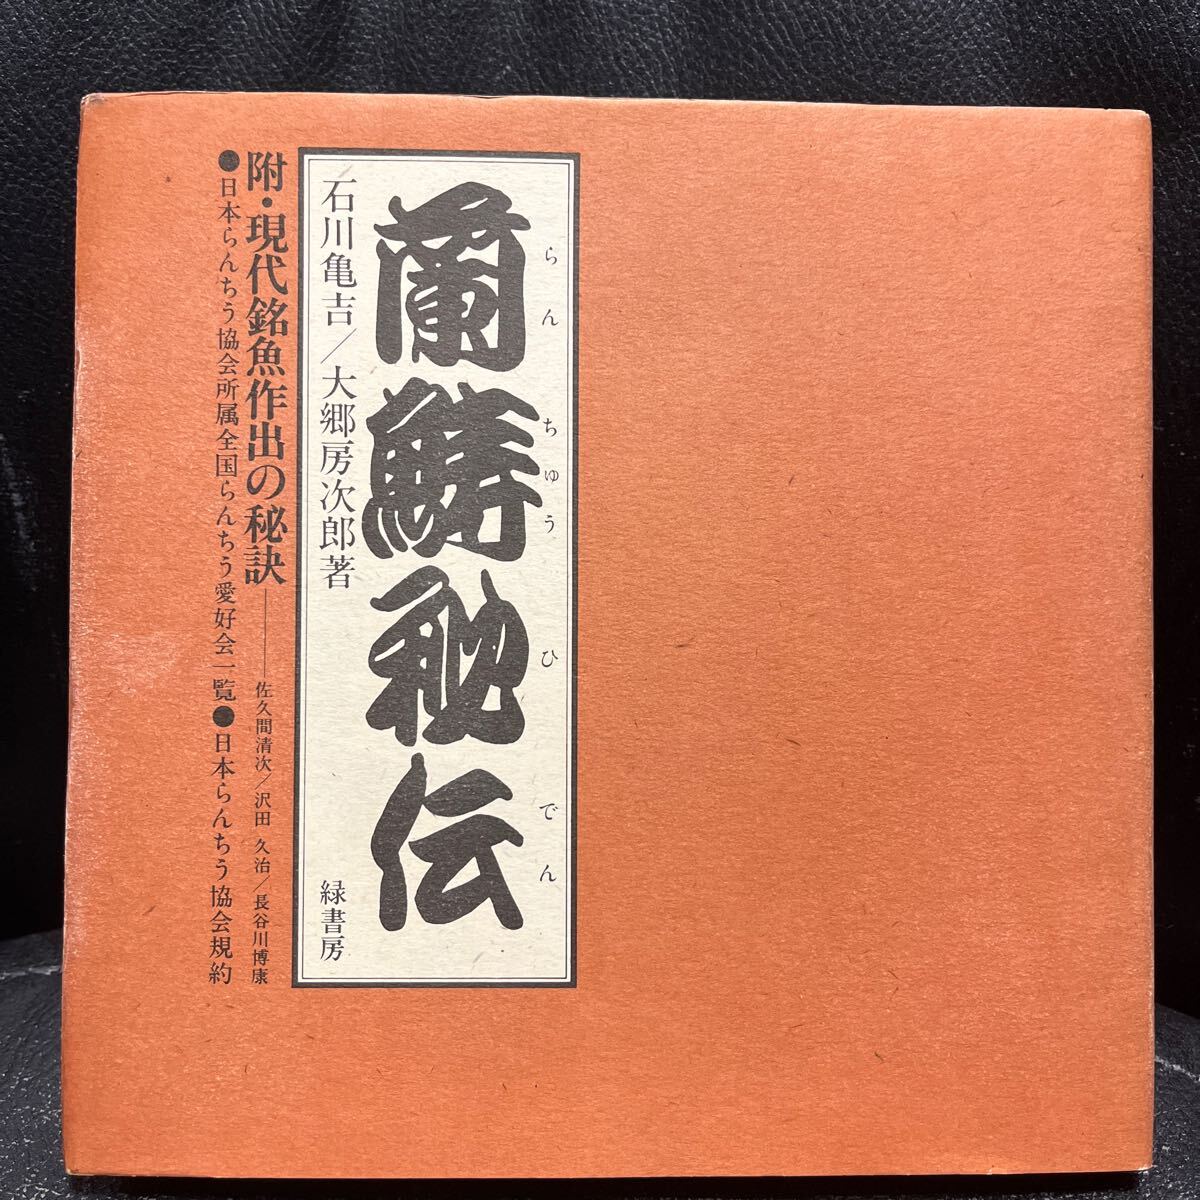 らんちゅうひでん
蘭鱒秘伝
石川亀吉／大郷房次郎著
緑書房
附・現代銘魚作出の秘訣――佐久間清次／沢田 久治／長谷川博康
●日本らんちう協会所属全国らんちう愛好会一覧●日本らんちう協会規約